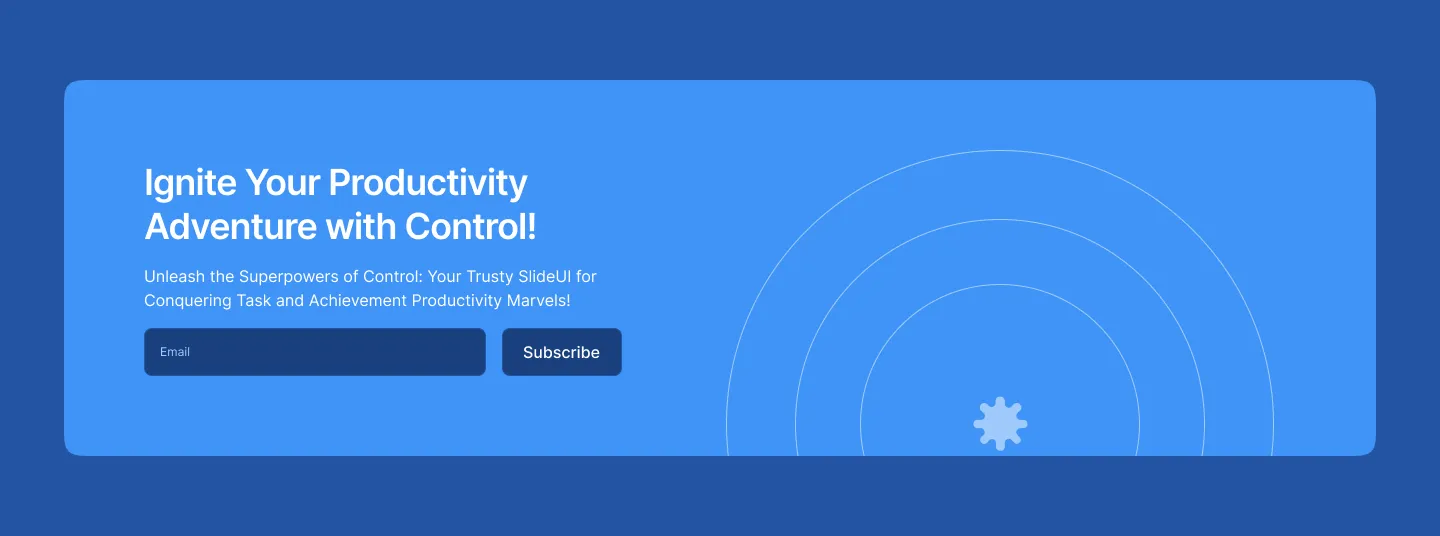 Ignite Your Productivity
Adventure with Control!
Unleash the Superpowers of Control: Your Trusty SlideUI for
Conquering Task and Achievement Productivity Marvels!
Email
Subscribe